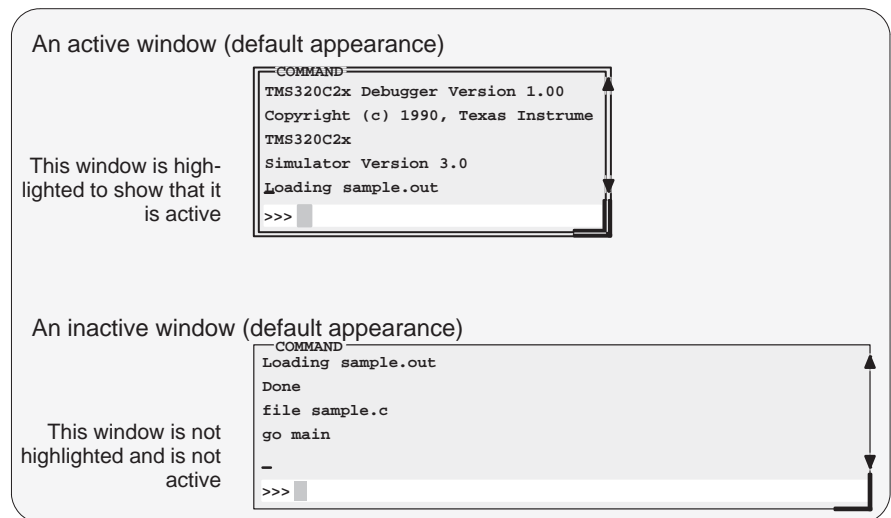 An active window (default appearance)
COMMAND
TMS320C2x Debugger Version 1.00
Copyright (c) 1990, Texas Instrume
TMS320C2x
Simulator Version 3.0
Loading sample.out
>>>
This window is high-
lighted to show that it
is active
An inactive window (default appearance)
COMMAND
Loading sample.out
Done
file sample.c
go main
>>>
This window is not
highlighted and is not
active